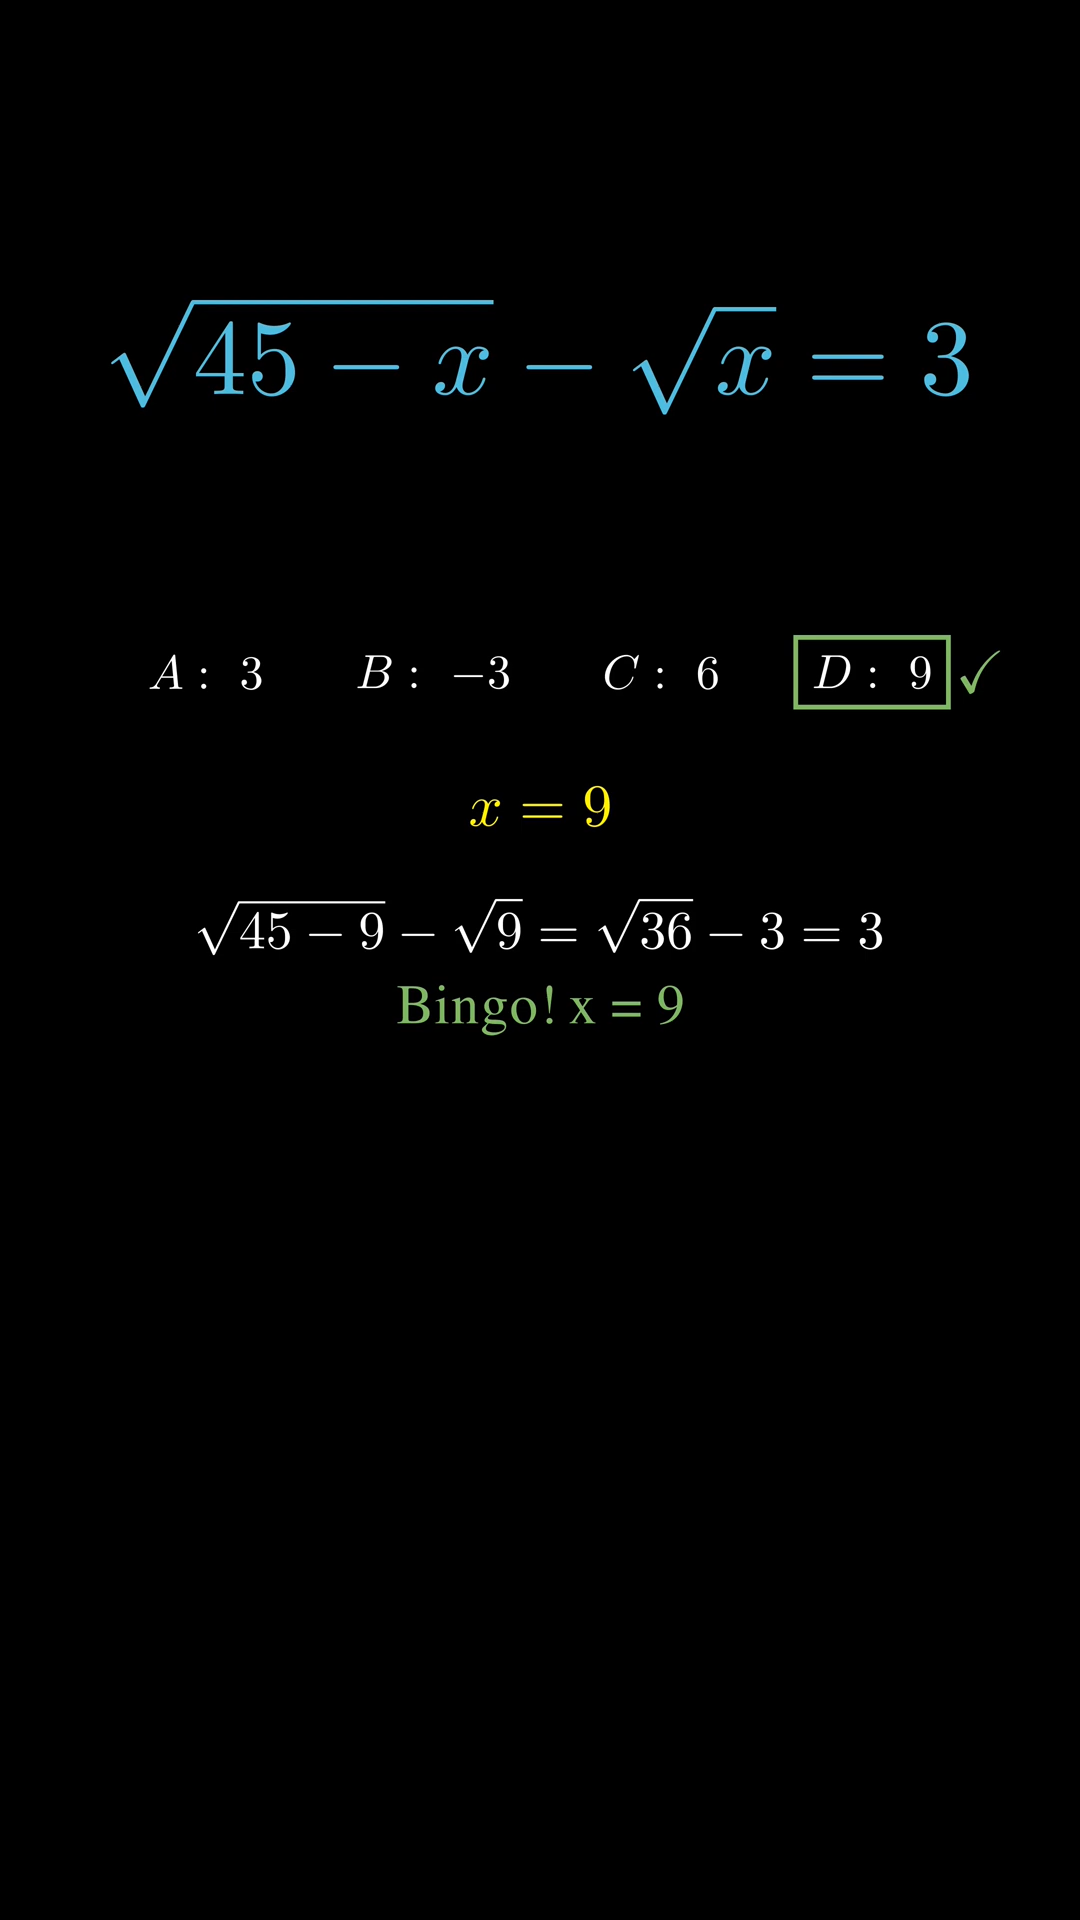 √(45 − x) − √x = 3
A : 3 B : −3 C : 6 D : 9 ✓
x = 9
√(45 − 9) − √9 = √36 − 3 = 3
Bingo! x = 9